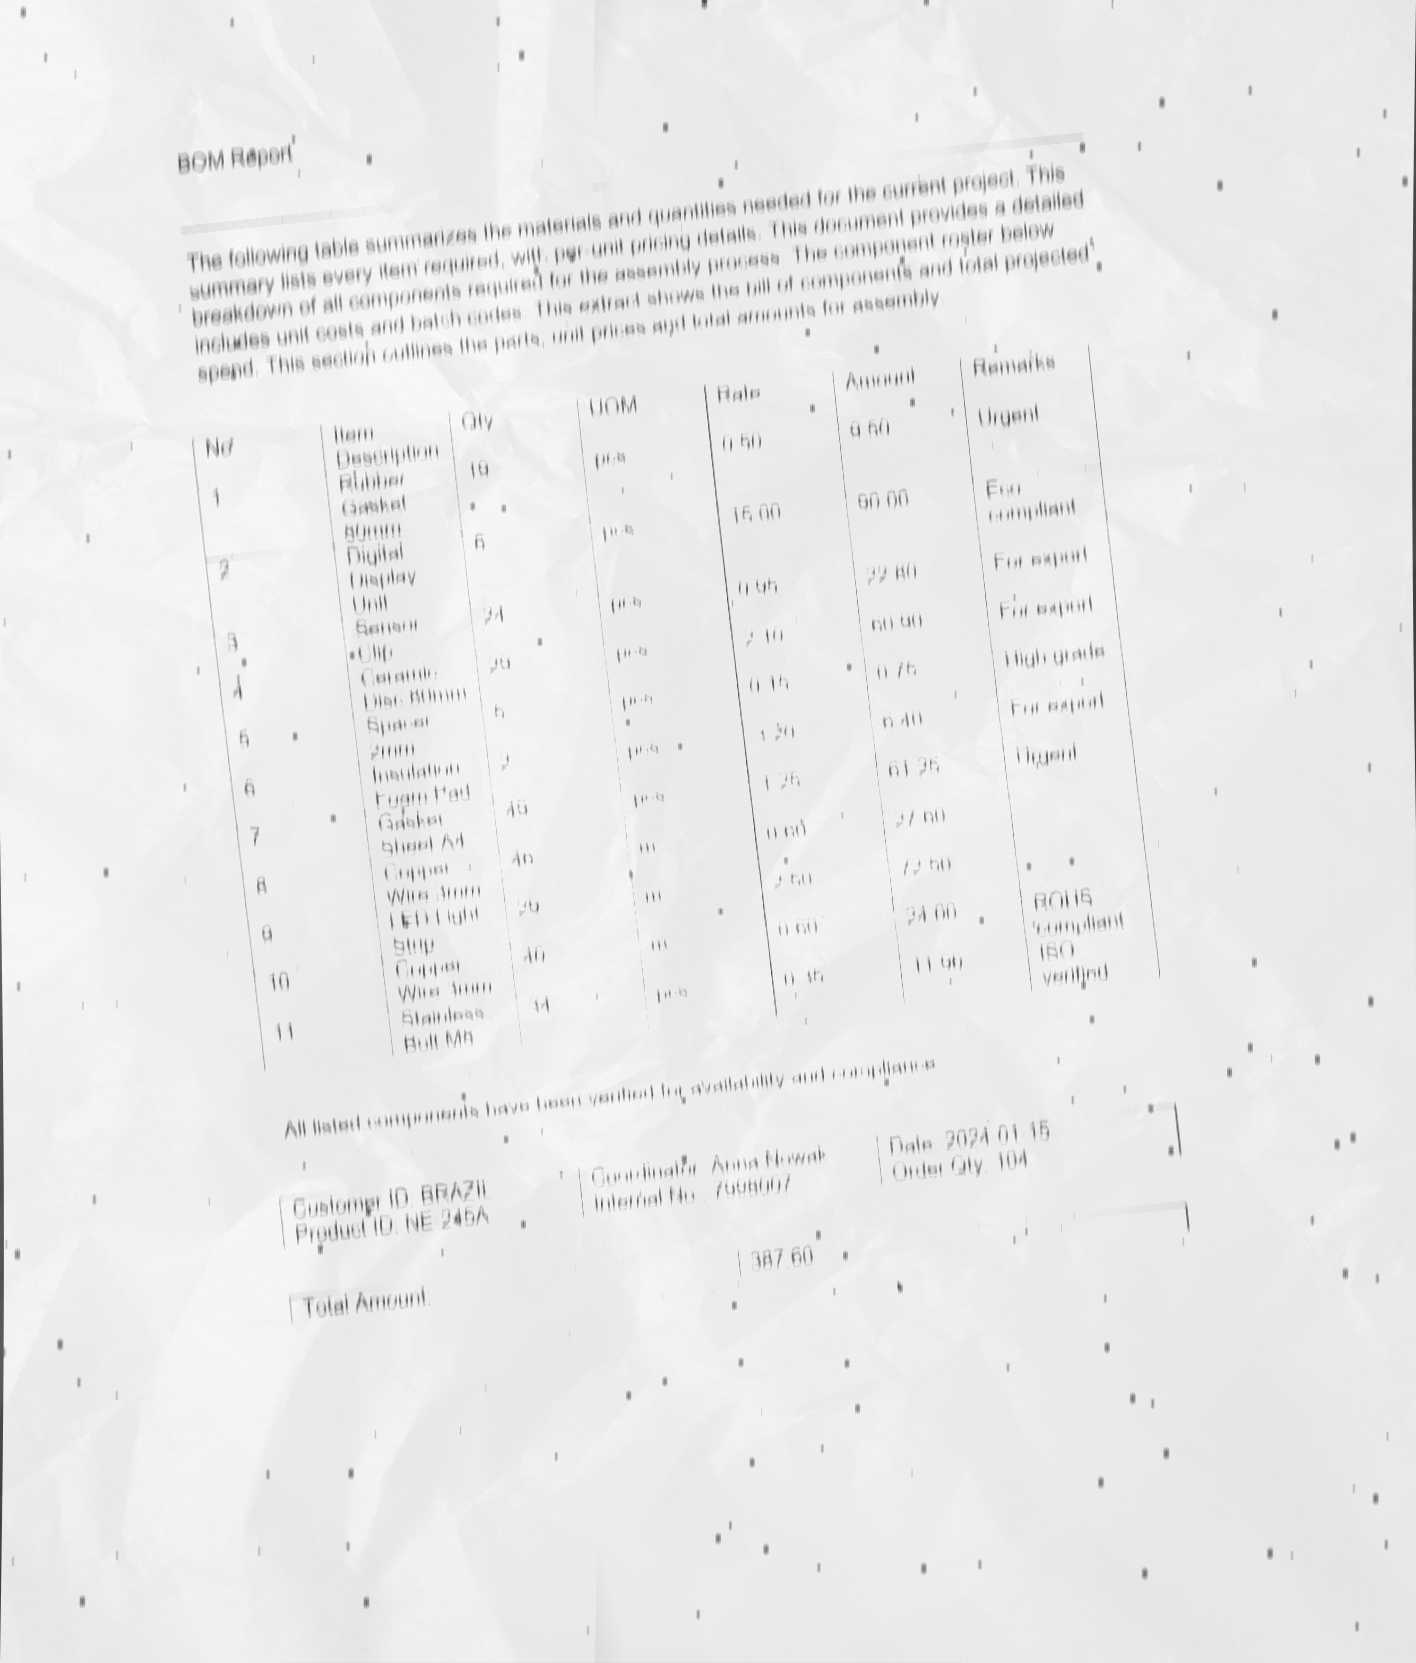 BOM Report
The following table summarizes the materials and quantities needed for the current project. This
summary lists every item required, with per-unit pricing details. This document provides a detailed
breakdown of all components required for the assembly process. The component roster below
includes unit costs and batch codes. This extract shows the bill of components and total projected
spend. This section outlines the parts, unit prices and total amounts for assembly.
No Item Description Qty UOM Rate Amount Remarks
1 Rubber Gasket 19 pcs 0.50 9.50 Urgent
2 Digital Display Unit 6 pcs 15.00 90.00 Eco compliant
3 Sensor Clip 24 pcs 0.95 22.80 For export
4 Ceramic Disc 80mm 29 pcs 2.10 60.90 For export
5 Spacer 2mm 5 pcs 0.15 0.75 High grade
6 Insulation Foam Pad 2 pcs 3.20 6.40 For export
7 Gasket Sheet A4 49 pcs 1.25 61.25 Urgent
8 Copper Wire 46 m 0.60 27.60
9 LED Light Strip 29 m 2.50 72.50
10 Copper Wire 40 m 0.60 24.00 ROHS compliant
11 Stainless Bolt 34 pcs 0.35 11.90 ISO verified
All listed components have been verified for availability and compliance.
Customer ID: BRAZIL Coordinator: Anna Nowak Date: 2024-01-15
Product ID: NE-245A Internal No: Order Qty: 104
Total Amount: 387.60